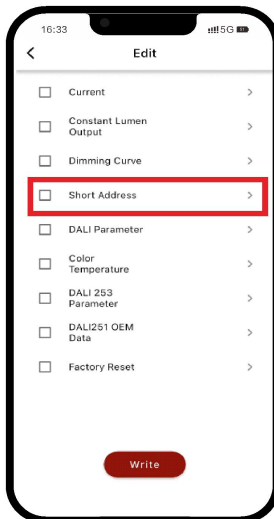 16:33
5G
Edit
Current
Constant Lumen
Output
Dimming Curve
Short Address
DALI Parameter
Color
Temperature
DALI 253
Parameter
DALI251 OEM
Data
Factory Reset
Write